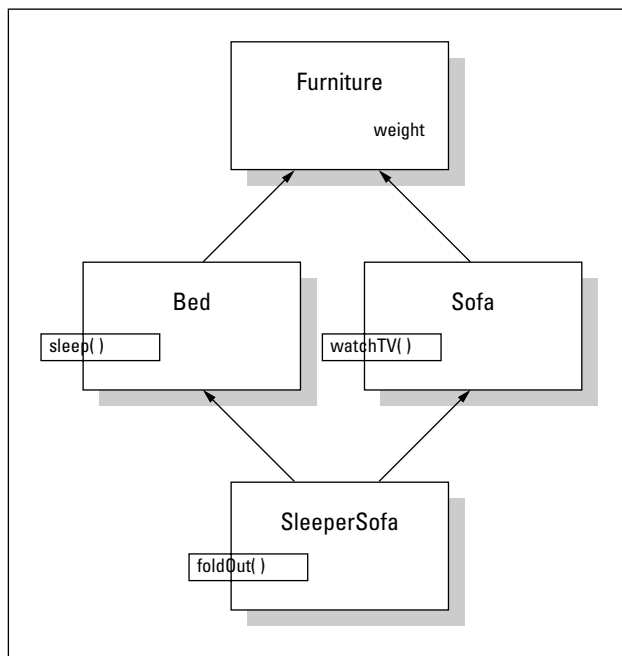 Furniture
weight
Bed
Sofa
sleep( )
watchTV( )
SleeperSofa
foldOut( )